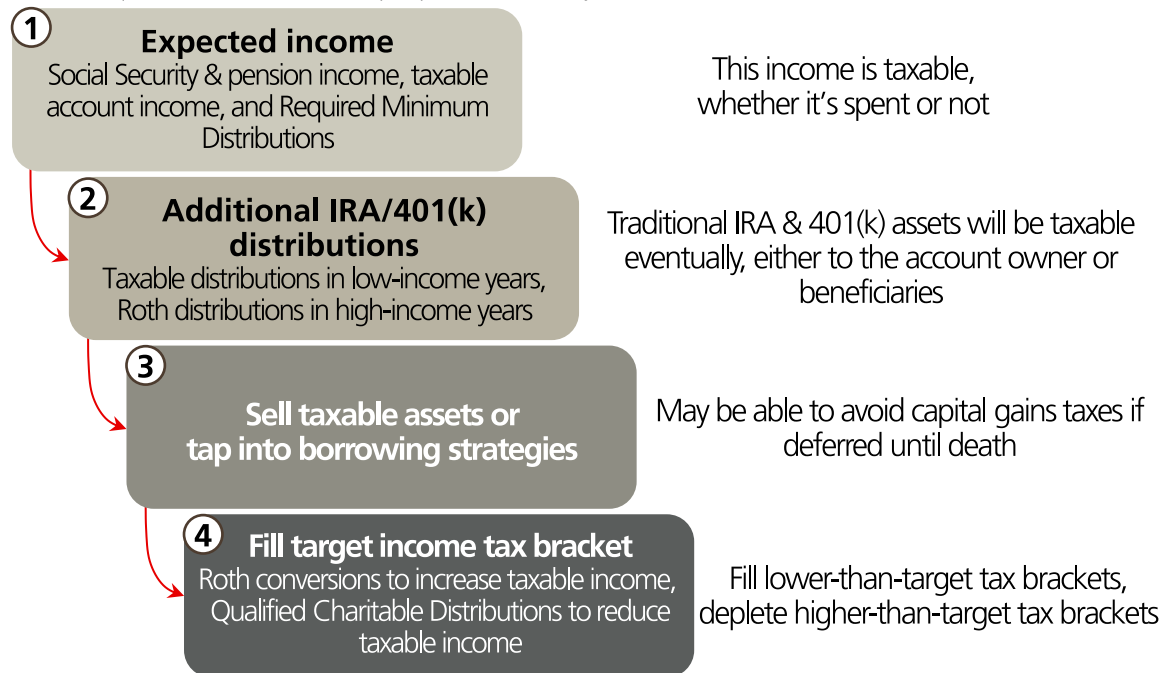 1
Expected income
Social Security & pension income, taxable
account income, and Required Minimum
Distributions
This income is taxable,
whether it's spent or not
2
Additional IRA/401(k)
distributions
Taxable distributions in low-income years,
Roth distributions in high-income years
Traditional IRA & 401(k) assets will be taxable
eventually, either to the account owner or
beneficiaries
3
Sell taxable assets or
tap into borrowing strategies
May be able to avoid capital gains taxes if
deferred until death
4
Fill target income tax bracket
Roth conversions to increase taxable income,
Qualified Charitable Distributions to reduce
taxable income
Fill lower-than-target tax brackets,
deplete higher-than-target tax brackets